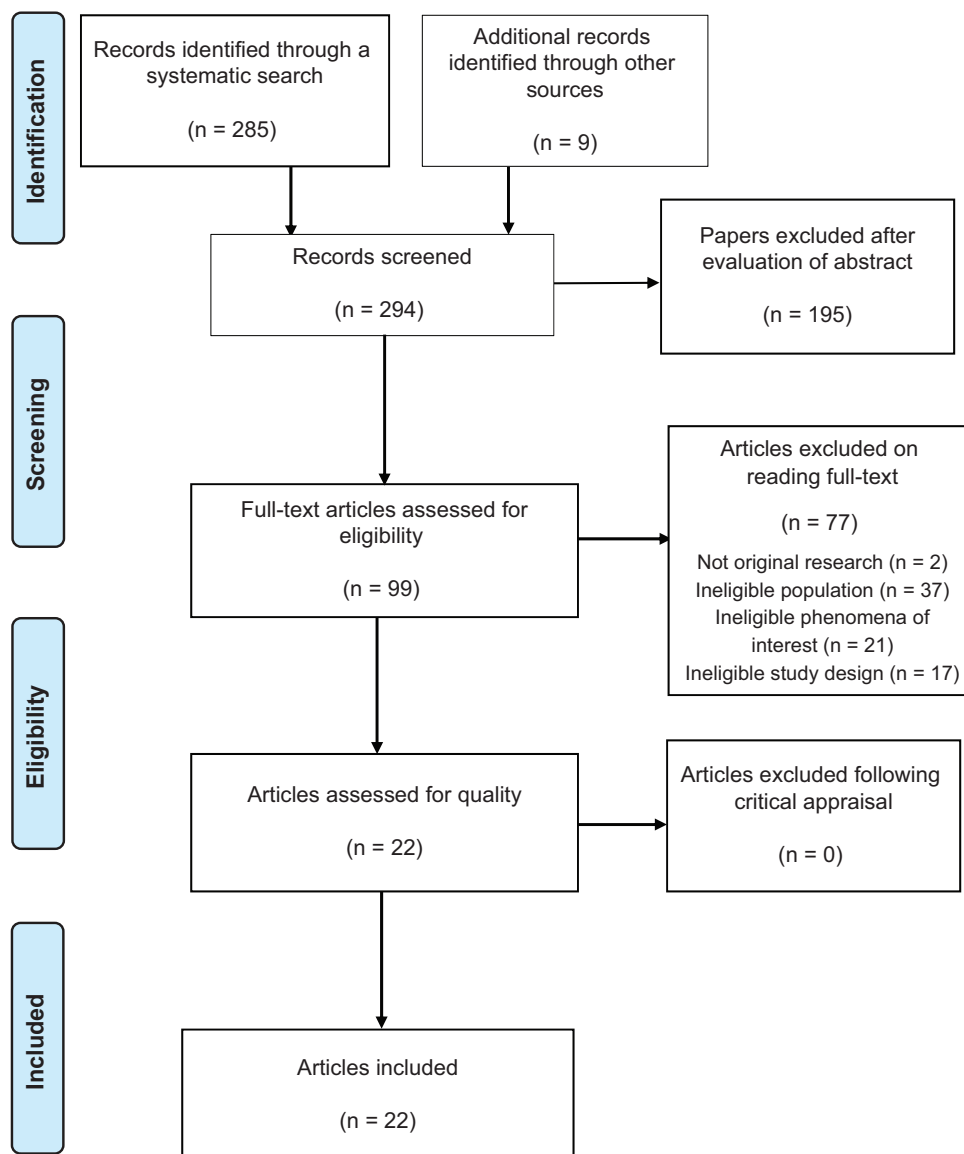 Identification
Records identified through a
systematic search
(n = 285)
Additional records
identified through other
sources
(n = 9)
Records screened
(n = 294)
Papers excluded after
evaluation of abstract
(n = 195)
Screening
Full-text articles assessed for
eligibility
(n = 99)
Articles excluded on
reading full-text
(n = 77)
Not original research (n = 2)
Ineligible population (n = 37)
Ineligible phenomena of
interest (n = 21)
Ineligible study design (n = 17)
Eligibility
Articles assessed for quality
(n = 22)
Articles excluded following
critical appraisal
(n = 0)
Included
Articles included
(n = 22)